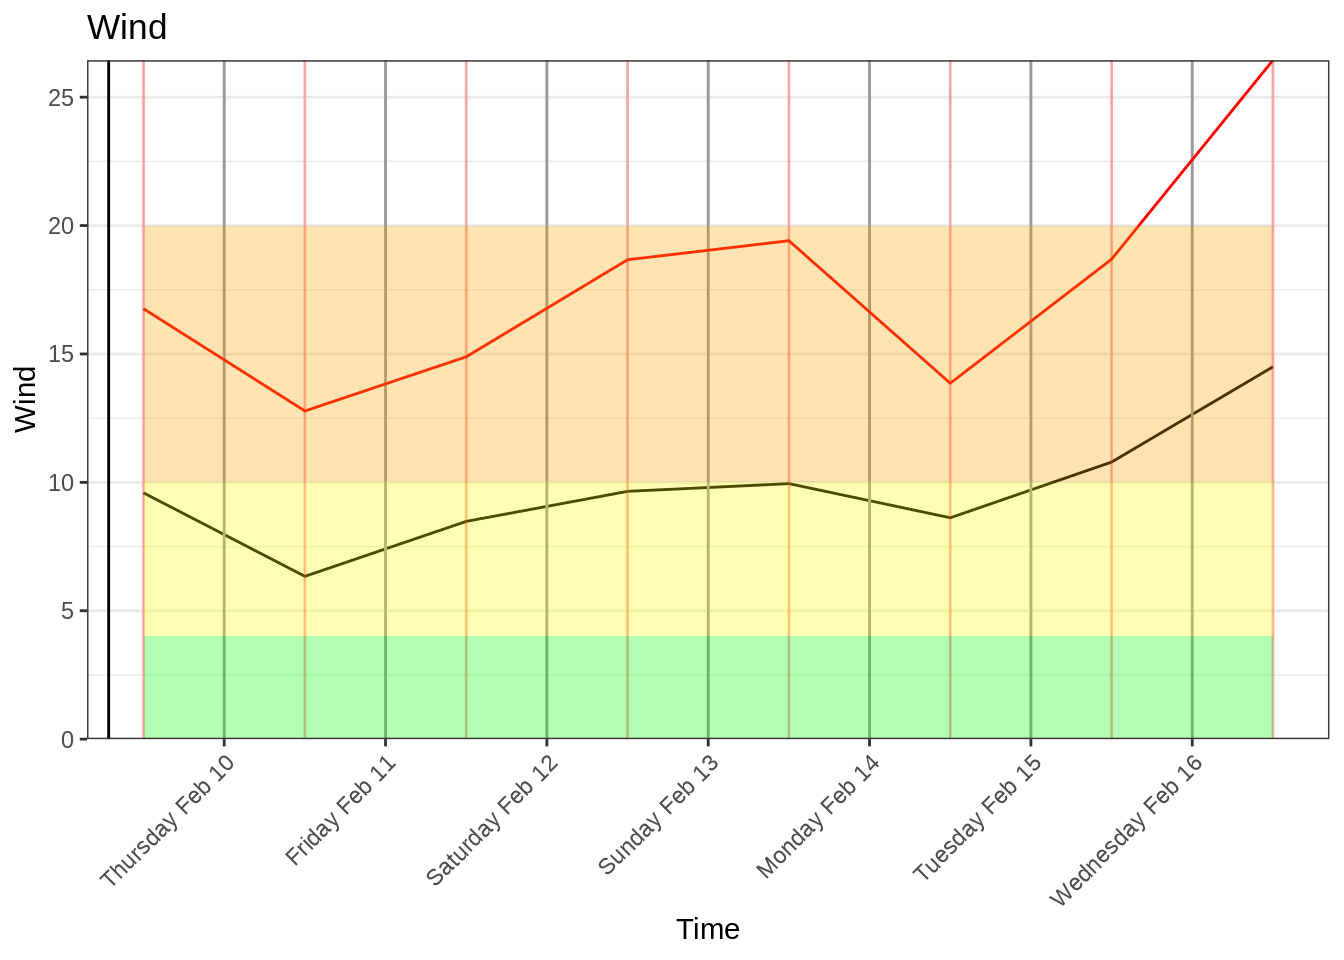 Wind
25
20
15
10
5
0
Wind
Thursday Feb 10
Friday Feb 11
Saturday Feb 12
Sunday Feb 13
Monday Feb 14
Tuesday Feb 15
Wednesday Feb 16
Time